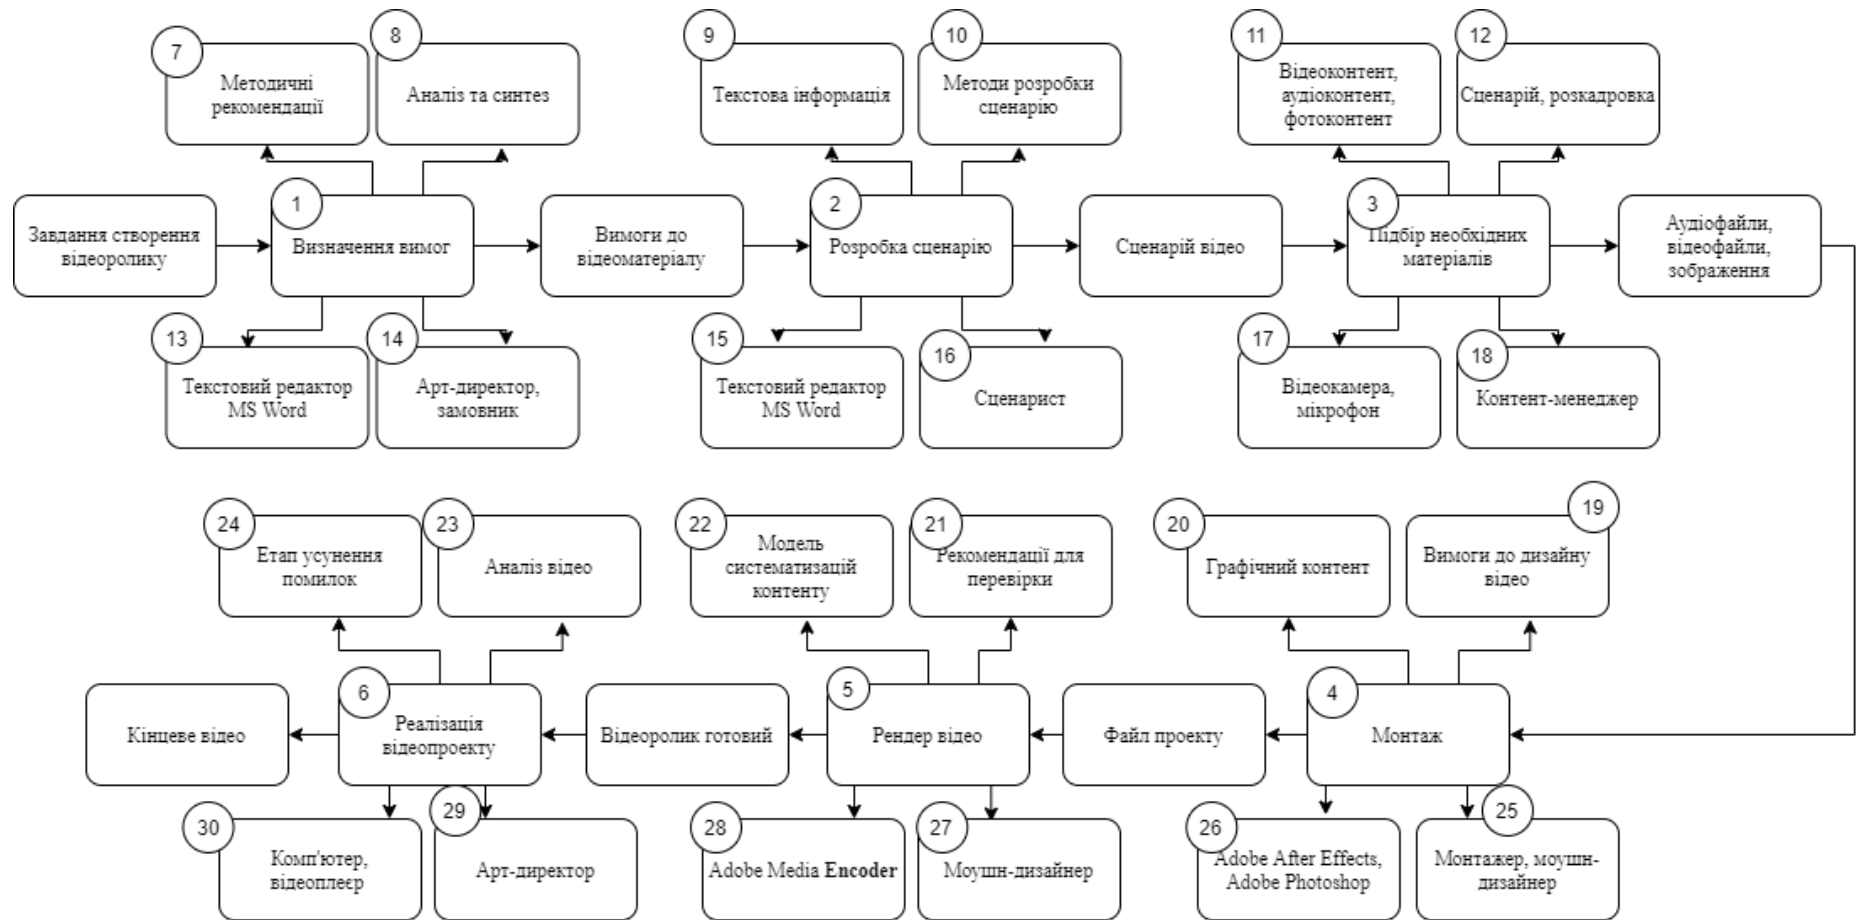 7
Методичні
рекомендації
8
Аналіз та синтез
9
Текстова інформація
10
Методи розробки
сценарію
11
Відеоконтент,
аудіоконтент,
фотоконтент
12
Сценарій, розкадровка
Завдання створення
відеоролику
1
Визначення вимог
Вимоги до
відеоматеріалу
2
Розробка сценарію
Сценарій відео
3
Підбір необхідних
матеріалів
Аудіофайли,
відеофайли,
зображення
13
Текстовий редактор
MS Word
14
Арт-директор,
замовник
15
Текстовий редактор
MS Word
16
Сценарист
17
Відеокамера,
мікрофон
18
Контент-менеджер
24
Етап усунення
помилок
23
Аналіз відео
22
Модель
систематизацій
контенту
21
Рекомендації для
перевірки
20
Графічний контент
19
Вимоги до дизайну
відео
Кінцеве відео
6
Реалізація
відеопроекту
Відеоролик готовий
5
Рендер відео
Файл проекту
4
Монтаж
30
Комп'ютер,
відеоплеєр
29
Арт-директор
28
Adobe Media Encoder
27
Моушн-дизайнер
26
Adobe After Effects,
Adobe Photoshop
25
Монтажер, моушн-
дизайнер